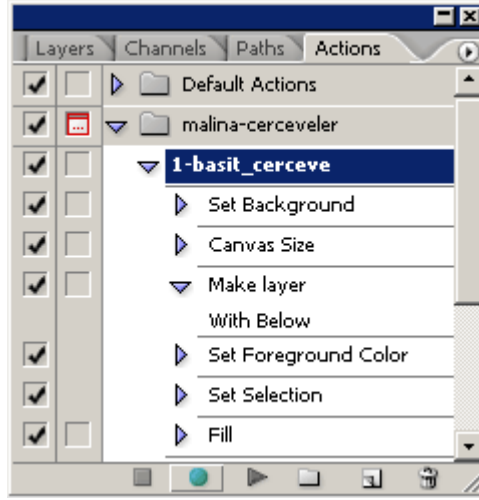 Layers Channels Paths Actions
Default Actions
malina-cerceveler
1-basit_cerceve
Set Background
Canvas Size
Make layer
With Below
Set Foreground Color
Set Selection
Fill